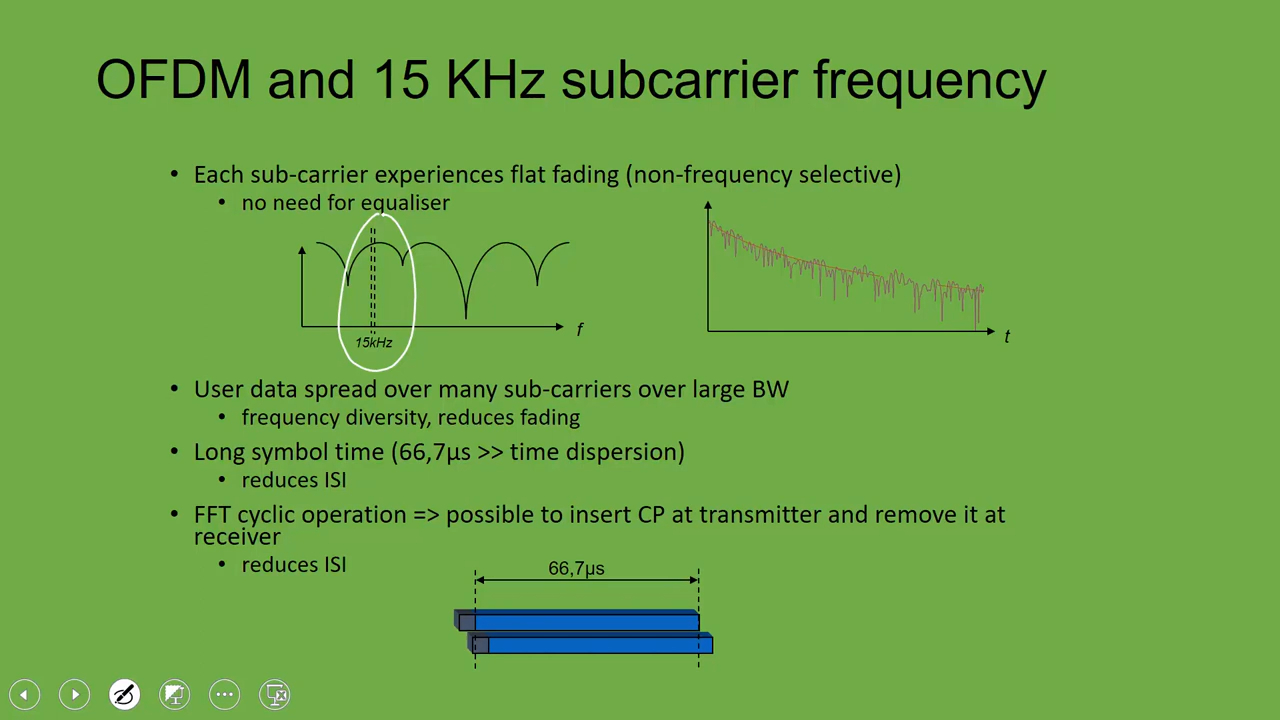 OFDM and 15 KHz subcarrier frequency
• Each sub-carrier experiences flat fading (non-frequency selective)
• no need for equaliser
f
15kHz
t
• User data spread over many sub-carriers over large BW
• frequency diversity, reduces fading
• Long symbol time (66,7µs >> time dispersion)
• reduces ISI
• FFT cyclic operation => possible to insert CP at transmitter and remove it at
receiver
• reduces ISI
66,7µs